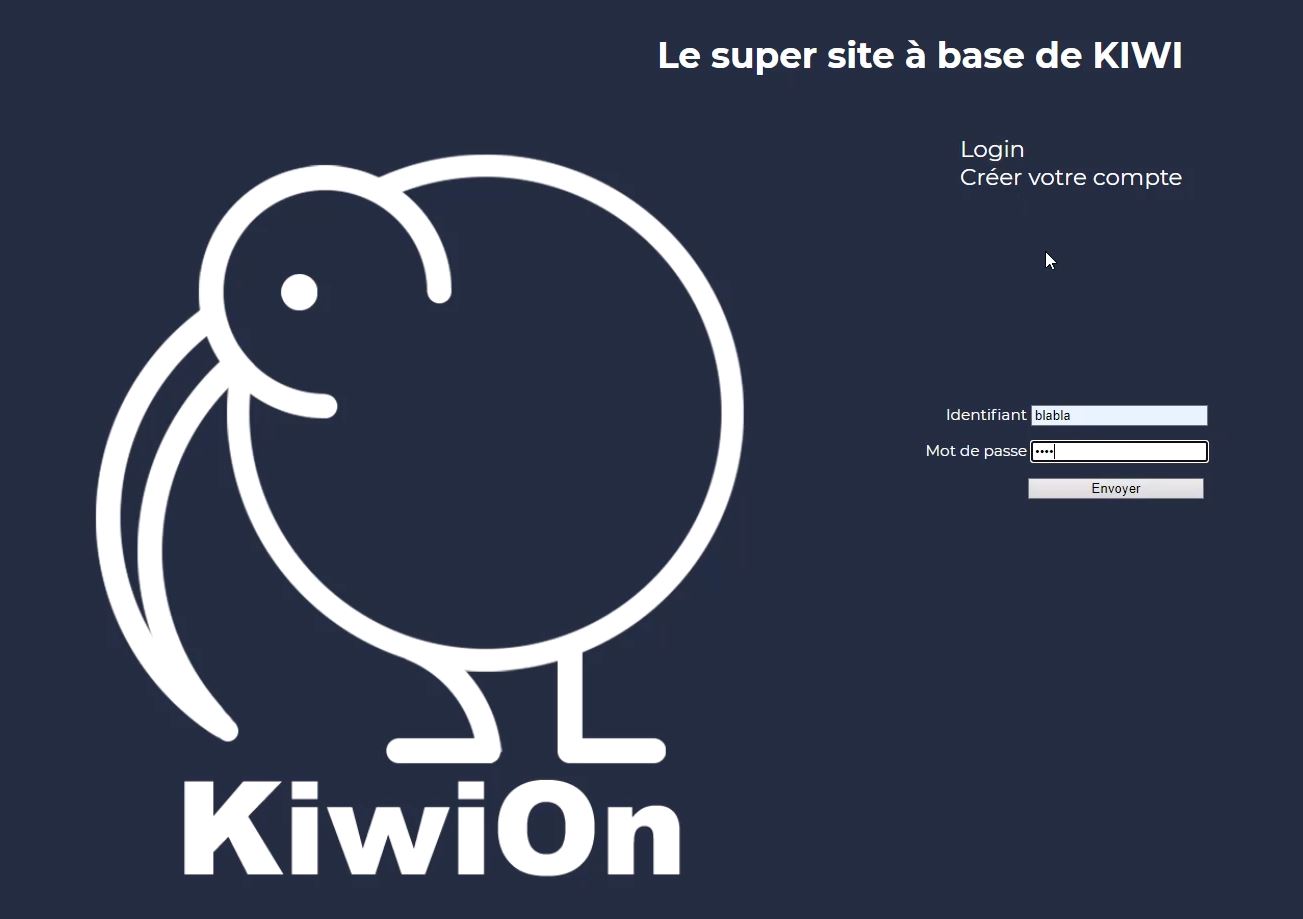 Le super site à base de KIWI
Login
Créer votre compte
Identifiant blabla
Mot de passe ••••
Envoyer
KiwiOn